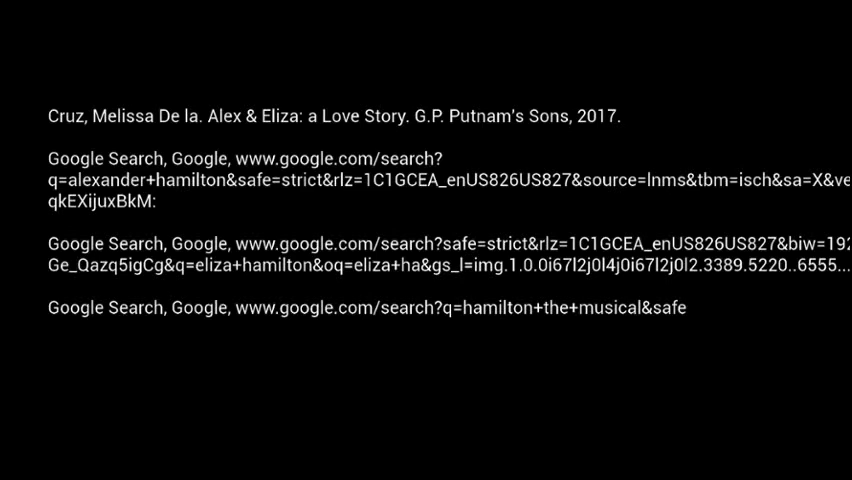 Cruz, Melissa De la. Alex & Eliza: a Love Story. G.P. Putnam's Sons, 2017.
Google Search, Google, www.google.com/search?
q=alexander+hamilton&safe=strict&rlz=1C1GCEA_enUS826US827&source=lnms&tbm=isch&sa=X&ve
qkEXijuxBkM:
Google Search, Google, www.google.com/search?safe=strict&rlz=1C1GCEA_enUS826US827&biw=192
Ge_Qazq5igCg&q=eliza+hamilton&oq=eliza+ha&gs_l=img.1.0.0i67l2j0l4j0i67l2j0l2.3389.5220..6555...
Google Search, Google, www.google.com/search?q=hamilton+the+musical&safe